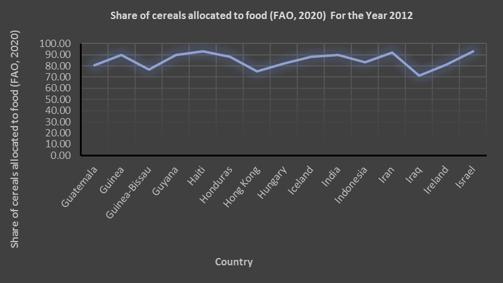 Share of cereals allocated to food (FAO, 2020)  For the Year 2012
Share of cereals allocated to food (FAO, 2020)
100.00
90.00
80.00
70.00
60.00
50.00
40.00
30.00
20.00
10.00
0.00
Guatemala
Guinea
Guinea-Bissau
Guyana
Haiti
Honduras
Hong Kong
Hungary
Iceland
India
Indonesia
Iran
Iraq
Ireland
Israel
Country